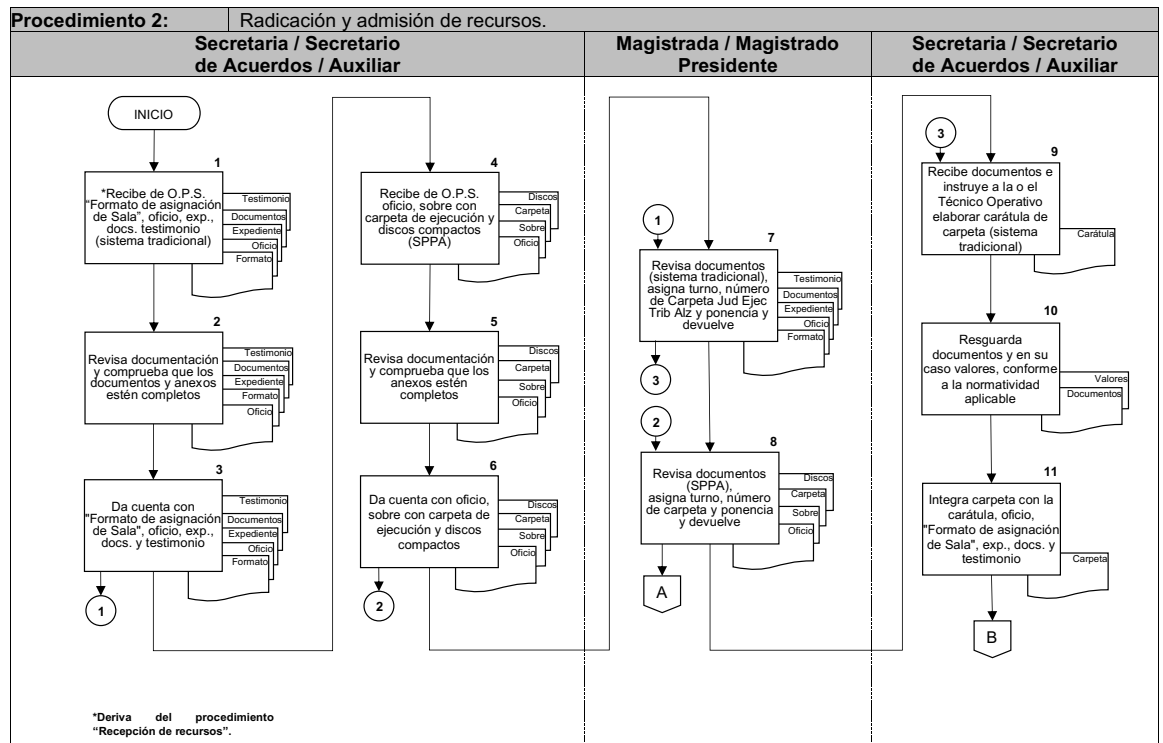 Procedimiento 2: Radicación y admisión de recursos.
Secretaria / Secretario
de Acuerdos / Auxiliar
Magistrada / Magistrado
Presidente
Secretaria / Secretario
de Acuerdos / Auxiliar
INICIO
1
*Recibe de O.P.S.
“Formato de asignación
de Sala”, oficio, exp.,
docs. testimonio
(sistema tradicional)
Testimonio
Documentos
Expediente
Oficio
Formato
2
Revisa documentación
y comprueba que los
documentos y anexos
estén completos
Testimonio
Documentos
Expediente
Formato
Oficio
3
Da cuenta con
"Formato de asignación
de Sala", oficio, exp.,
docs. y testimonio
Testimonio
Documentos
Expediente
Oficio
Formato
1
4
Recibe de O.P.S.
oficio, sobre con
carpeta de ejecución y
discos compactos
(SPPA)
Discos
Carpeta
Sobre
Oficio
5
Revisa documentación
y comprueba que los
anexos estén
completos
Discos
Carpeta
Sobre
Oficio
6
Da cuenta con oficio,
sobre con carpeta de
ejecución y discos
compactos
Discos
Carpeta
Sobre
Oficio
2
1
7
Revisa documentos
(sistema tradicional),
asigna turno, número
de Carpeta Jud Ejec
Trib Alz y ponencia y
devuelve
Testimonio
Documentos
Expediente
Oficio
Formato
3
2
8
Revisa documentos
(SPPA),
asigna turno, número
de carpeta y ponencia
y devuelve
Discos
Carpeta
Sobre
Oficio
A
3
9
Recibe documentos e
instruye a la o el
Técnico Operativo
elaborar carátula de
carpeta (sistema
tradicional)
Carátula
10
Resguarda
documentos y en su
caso valores, conforme
a la normatividad
aplicable
Valores
Documentos
11
Integra carpeta con la
carátula, oficio,
"Formato de asignación
de Sala", exp., docs. y
testimonio
Carpeta
B
*Deriva del procedimiento
“Recepción de recursos”.